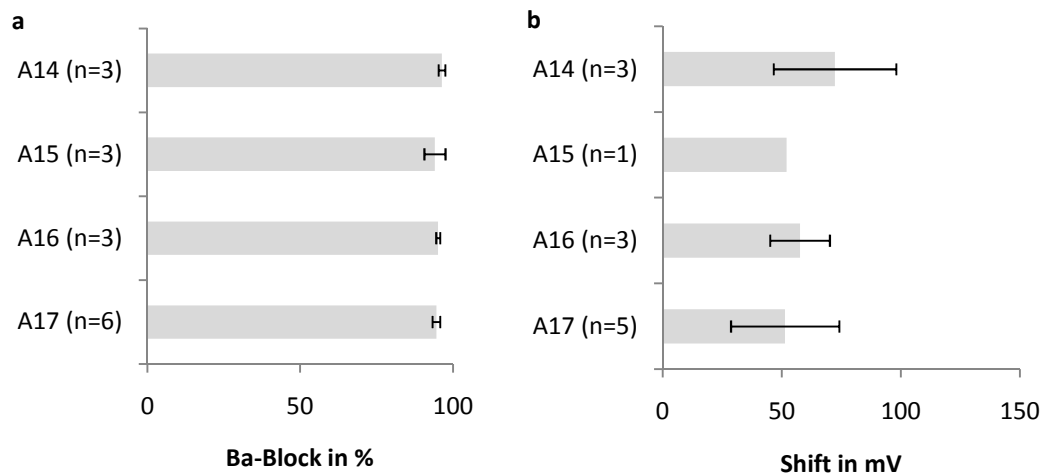 a
A14 (n=3)
A15 (n=3)
A16 (n=3)
A17 (n=6)
0 50 100
Ba-Block in %
b
A14 (n=3)
A15 (n=1)
A16 (n=3)
A17 (n=5)
0 50 100 150
Shift in mV